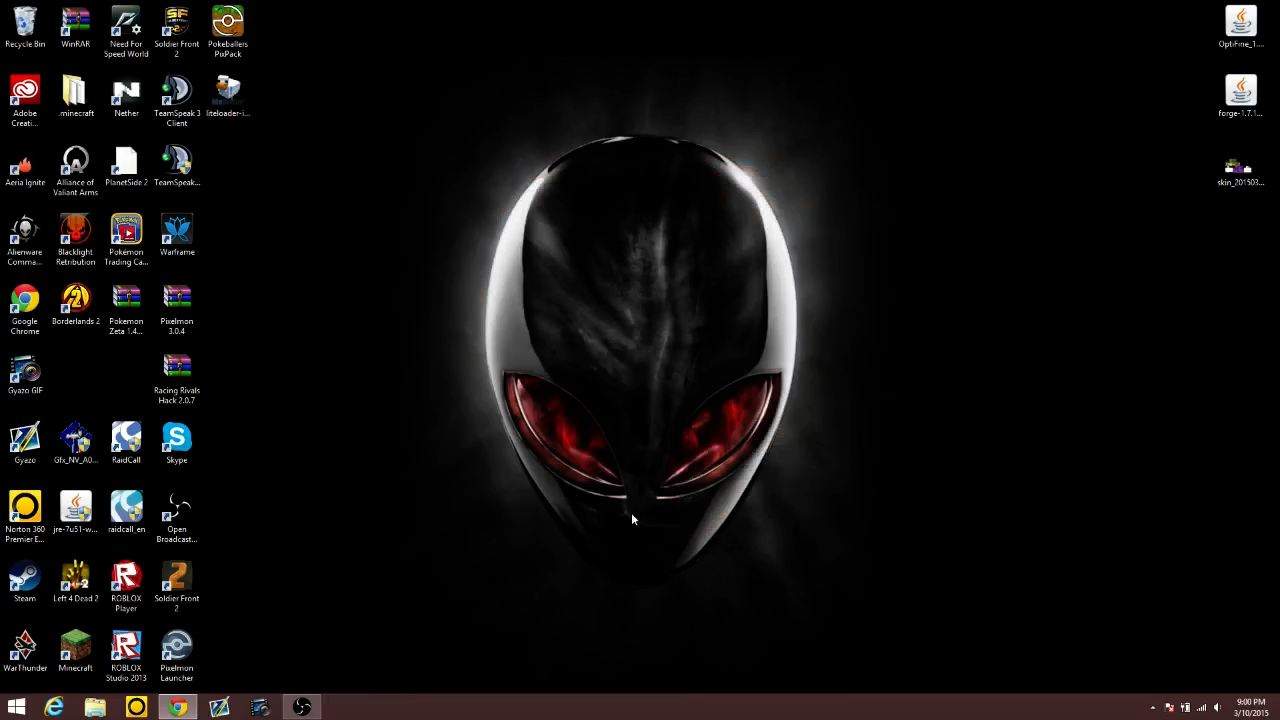 Recycle Bin
WinRAR
Need For
Speed World
Soldier Front
2
Pokeballers
PixPack
Adobe
Creati...
.minecraft
Nether
TeamSpeak 3
Client
liteloader-i...
Aeria Ignite
Alliance of
Valiant Arms
PlanetSide 2
TeamSpeak...
Alienware
Comma...
Blacklight
Retribution
Pokémon
Trading Ca...
Warframe
Google
Chrome
Borderlands 2
Pokemon
Zeta 1.4...
Pixelmon
3.0.4
Gyazo GIF
Racing Rivals
Hack 2.0.7
Gyazo
Gfx_NV_A0...
RaidCall
Skype
Norton 360
Premier E...
jre-7u51-w...
raidcall_en
Open
Broadcast...
Steam
Left 4 Dead 2
ROBLOX
Player
Soldier Front
2
WarThunder
Minecraft
ROBLOX
Studio 2013
Pixelmon
Launcher
OptiFine_1....
forge-1.7.1...
skin_201503...
9:00 PM
3/10/2015